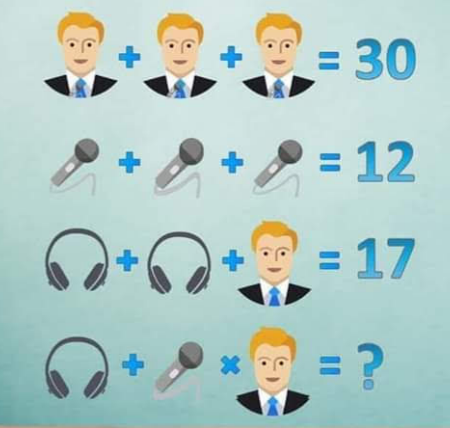 + + = 30
+ + = 12
+ + = 17
+ × = ?